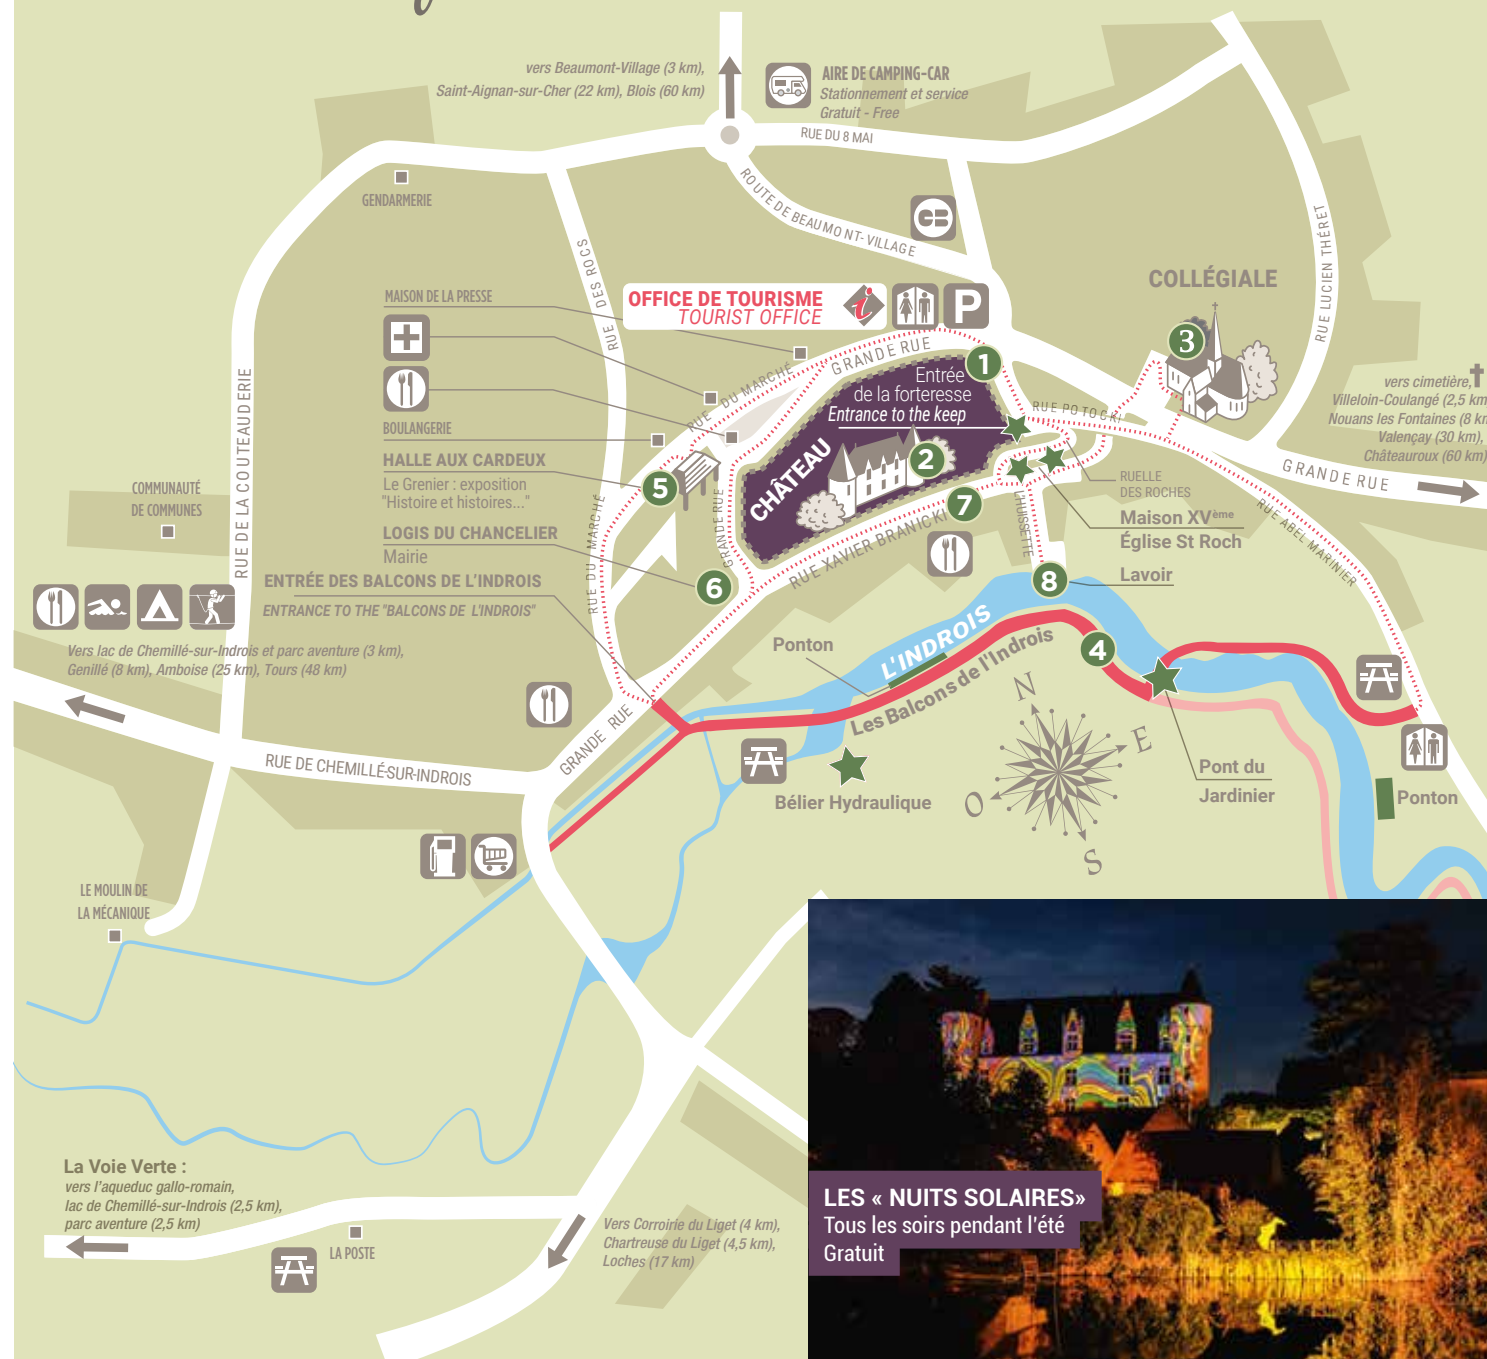 vers Beaumont-Village (3 km),
Saint-Aignan-sur-Cher (22 km), Blois (60 km)
AIRE DE CAMPING-CAR
Stationnement et service
Gratuit - Free
RUE DU 8 MAI
GENDARMERIE
ROUTE DE BEAUMONT-VILLAGE
CB
RUE DES ROCS
RUE LUCIEN THÉRET
COLLÉGIALE
MAISON DE LA PRESSE
OFFICE DE TOURISME
TOURIST OFFICE
i
P
GRANDE RUE
RUE DU MARCHÉ
1
3
Entrée
de la forteresse
Entrance to the keep
RUE POTOCKI
vers cimetière,
Villeloin-Coulangé (2,5 km
Nouans les Fontaines (8 km
Valençay (30 km),
Châteauroux (60 km)
GRANDE RUE
BOULANGERIE
HALLE AUX CARDEUX
Le Grenier : exposition
"Histoire et histoires..."
5
CHÂTEAU
2
7
RUELLE
DES ROCHES
Maison XVème
Église St Roch
L'HUISSETTE
RUE ABEL MARINIER
COMMUNAUTÉ
DE COMMUNES
RUE DE LA COUTEAUDERIE
LOGIS DU CHANCELIER
Mairie
GRANDE RUE
RUE DU MARCHÉ
RUE XAVIER BRANICKI
6
8
Lavoir
ENTRÉE DES BALCONS DE L'INDROIS
ENTRANCE TO THE "BALCONS DE L'INDROIS"
Vers lac de Chemillé-sur-Indrois et parc aventure (3 km),
Genillé (8 km), Amboise (25 km), Tours (48 km)
Ponton
L'INDROIS
Les Balcons de l'Indrois
4
N
E
O
S
GRANDE RUE
RUE DE CHEMILLÉ-SUR-INDROIS
Bélier Hydraulique
Pont du
Jardinier
Ponton
LE MOULIN DE
LA MÉCANIQUE
La Voie Verte :
vers l'aqueduc gallo-romain,
lac de Chemillé-sur-Indrois (2,5 km),
parc aventure (2,5 km)
LA POSTE
Vers Corroirie du Liget (4 km),
Chartreuse du Liget (4,5 km),
Loches (17 km)
LES « NUITS SOLAIRES»
Tous les soirs pendant l'été
Gratuit